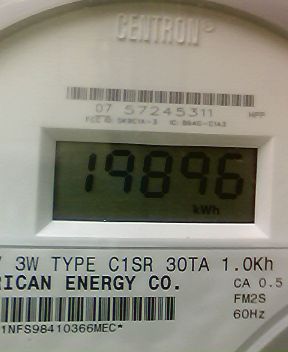 CENTRON®
07 57245311
HPP
19896
kWh
3W TYPE C1SR 30TA 1.0Kh
RICAN ENERGY CO.
CA 0.5
FM2S
60Hz
1NFS98410366MEC*